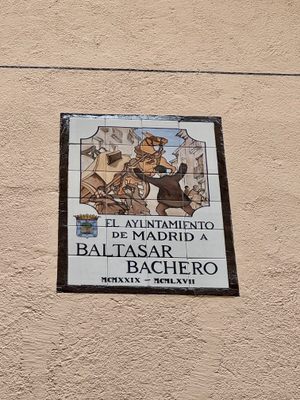 EL AYUNTAMIENTO
DE MADRID A
BALTASAR
BACHERO
MCMXXIX - MCMLXVII